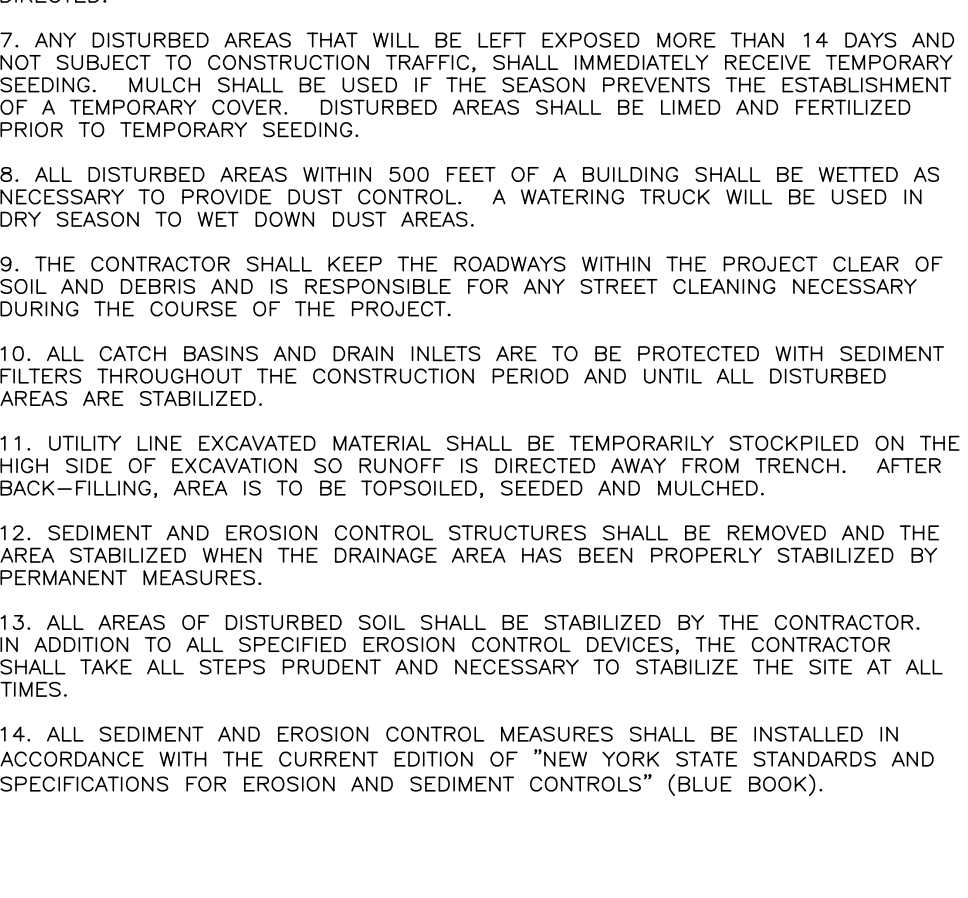 DIRECTED.
7. ANY DISTURBED AREAS THAT WILL BE LEFT EXPOSED MORE THAN 14 DAYS AND
NOT SUBJECT TO CONSTRUCTION TRAFFIC, SHALL IMMEDIATELY RECEIVE TEMPORARY
SEEDING. MULCH SHALL BE USED IF THE SEASON PREVENTS THE ESTABLISHMENT
OF A TEMPORARY COVER. DISTURBED AREAS SHALL BE LIMED AND FERTILIZED
PRIOR TO TEMPORARY SEEDING.
8. ALL DISTURBED AREAS WITHIN 500 FEET OF A BUILDING SHALL BE WETTED AS
NECESSARY TO PROVIDE DUST CONTROL. A WATERING TRUCK WILL BE USED IN
DRY SEASON TO WET DOWN DUST AREAS.
9. THE CONTRACTOR SHALL KEEP THE ROADWAYS WITHIN THE PROJECT CLEAR OF
SOIL AND DEBRIS AND IS RESPONSIBLE FOR ANY STREET CLEANING NECESSARY
DURING THE COURSE OF THE PROJECT.
10. ALL CATCH BASINS AND DRAIN INLETS ARE TO BE PROTECTED WITH SEDIMENT
FILTERS THROUGHOUT THE CONSTRUCTION PERIOD AND UNTIL ALL DISTURBED
AREAS ARE STABILIZED.
11. UTILITY LINE EXCAVATED MATERIAL SHALL BE TEMPORARILY STOCKPILED ON THE
HIGH SIDE OF EXCAVATION SO RUNOFF IS DIRECTED AWAY FROM TRENCH. AFTER
BACK-FILLING, AREA IS TO BE TOPSOILED, SEEDED AND MULCHED.
12. SEDIMENT AND EROSION CONTROL STRUCTURES SHALL BE REMOVED AND THE
AREA STABILIZED WHEN THE DRAINAGE AREA HAS BEEN PROPERLY STABILIZED BY
PERMANENT MEASURES.
13. ALL AREAS OF DISTURBED SOIL SHALL BE STABILIZED BY THE CONTRACTOR.
IN ADDITION TO ALL SPECIFIED EROSION CONTROL DEVICES, THE CONTRACTOR
SHALL TAKE ALL STEPS PRUDENT AND NECESSARY TO STABILIZE THE SITE AT ALL
TIMES.
14. ALL SEDIMENT AND EROSION CONTROL MEASURES SHALL BE INSTALLED IN
ACCORDANCE WITH THE CURRENT EDITION OF ”NEW YORK STATE STANDARDS AND
SPECIFICATIONS FOR EROSION AND SEDIMENT CONTROLS” (BLUE BOOK).